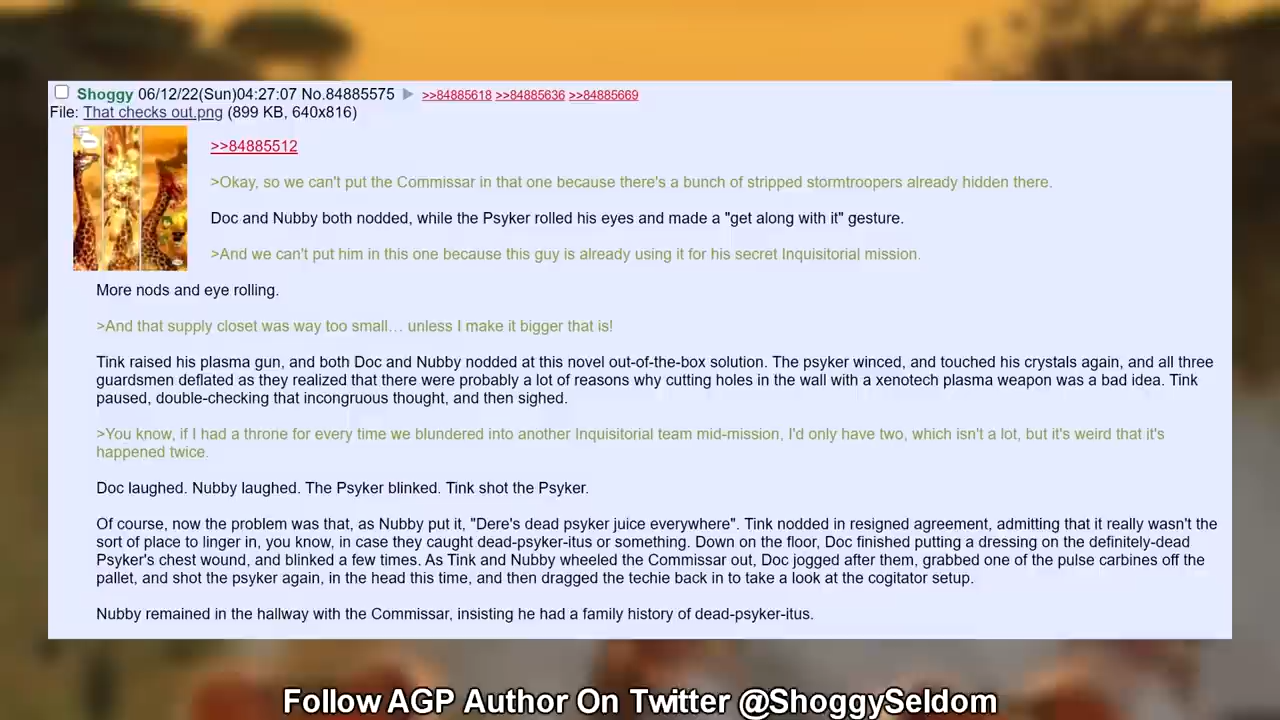 Shoggy 06/12/22(Sun)04:27:07 No.84885575 ▶ >>84885618 >>84885636 >>84885669
File: That checks out.png (899 KB, 640x816)
>>84885512
>Okay, so we can't put the Commissar in that one because there's a bunch of stripped stormtroopers already hidden there.
Doc and Nubby both nodded, while the Psyker rolled his eyes and made a "get along with it" gesture.
>And we can't put him in this one because this guy is already using it for his secret Inquisitorial mission.
More nods and eye rolling.
>And that supply closet was way too small… unless I make it bigger that is!
Tink raised his plasma gun, and both Doc and Nubby nodded at this novel out-of-the-box solution. The psyker winced, and touched his crystals again, and all three
guardsmen deflated as they realized that there were probably a lot of reasons why cutting holes in the wall with a xenotech plasma weapon was a bad idea. Tink
paused, double-checking that incongruous thought, and then sighed.
>You know, if I had a throne for every time we blundered into another Inquisitorial team mid-mission, I'd only have two, which isn't a lot, but it's weird that it's
happened twice.
Doc laughed. Nubby laughed. The Psyker blinked. Tink shot the Psyker.
Of course, now the problem was that, as Nubby put it, "Dere's dead psyker juice everywhere". Tink nodded in resigned agreement, admitting that it really wasn't the
sort of place to linger in, you know, in case they caught dead-psyker-itus or something. Down on the floor, Doc finished putting a dressing on the definitely-dead
Psyker's chest wound, and blinked a few times. As Tink and Nubby wheeled the Commissar out, Doc jogged after them, grabbed one of the pulse carbines off the
pallet, and shot the psyker again, in the head this time, and then dragged the techie back in to take a look at the cogitator setup.
Nubby remained in the hallway with the Commissar, insisting he had a family history of dead-psyker-itus.
Follow AGP Author On Twitter @ShoggySeldom